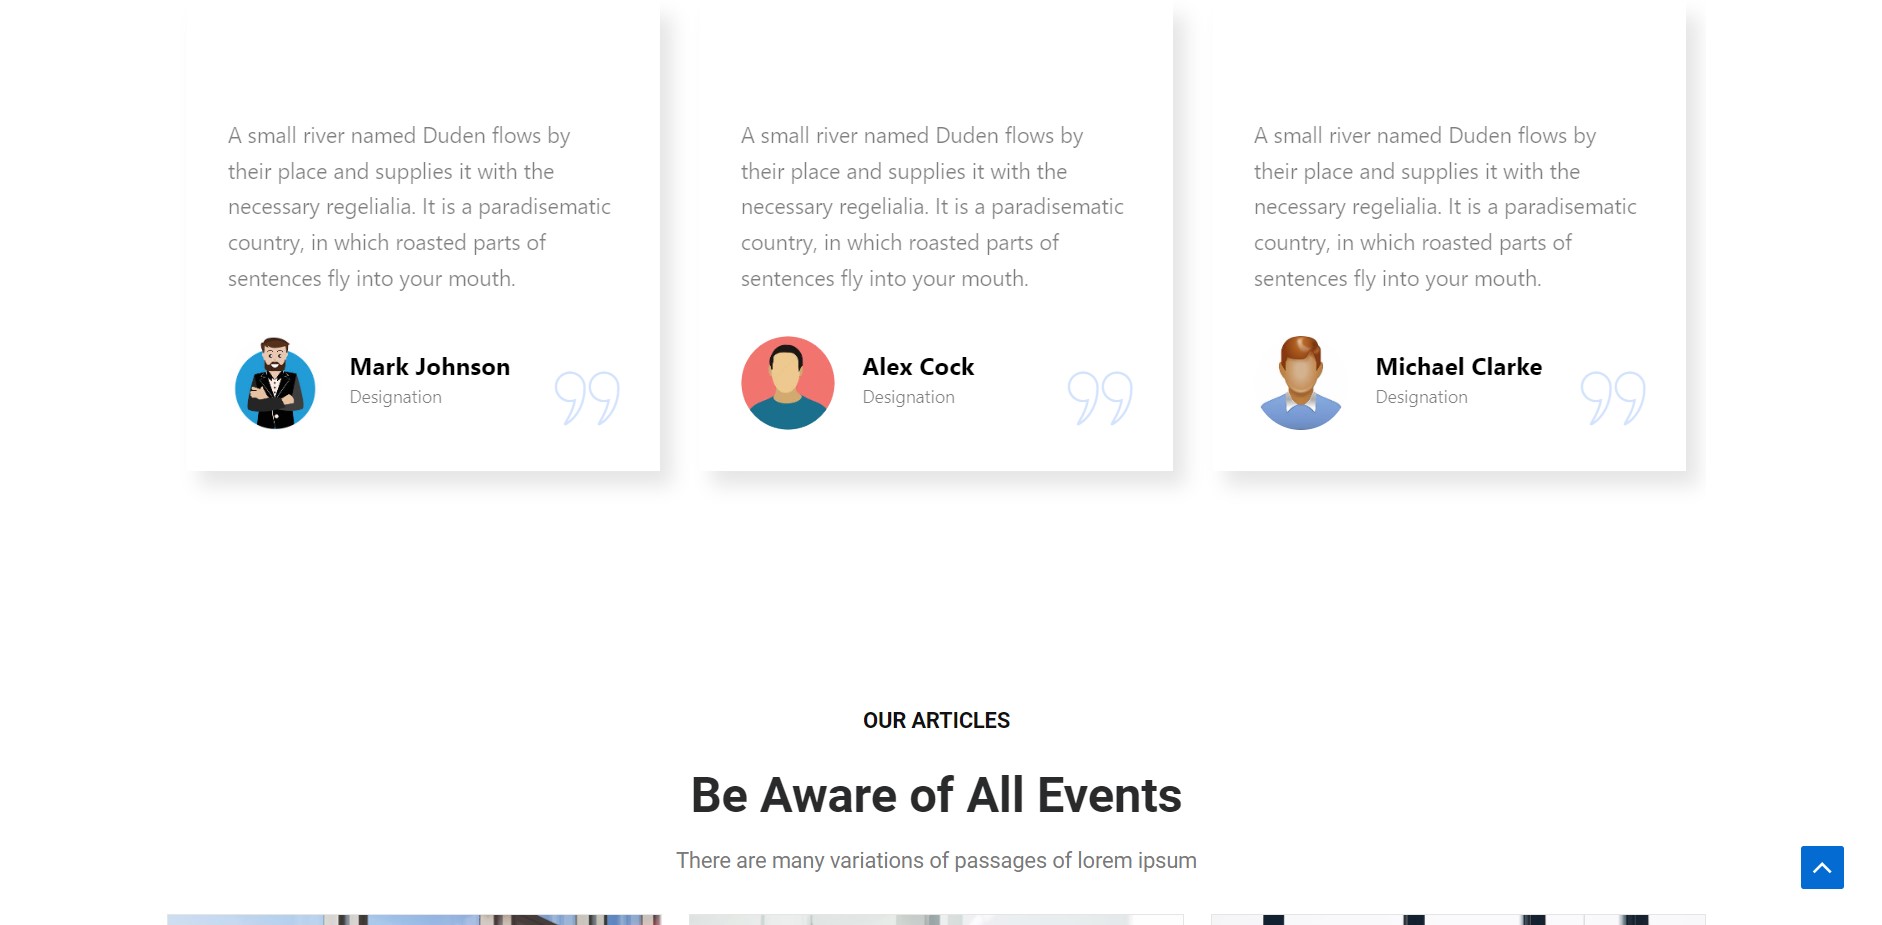 A small river named Duden flows by
their place and supplies it with the
necessary regelialia. It is a paradisematic
country, in which roasted parts of
sentences fly into your mouth.
Mark Johnson
Designation
A small river named Duden flows by
their place and supplies it with the
necessary regelialia. It is a paradisematic
country, in which roasted parts of
sentences fly into your mouth.
Alex Cock
Designation
A small river named Duden flows by
their place and supplies it with the
necessary regelialia. It is a paradisematic
country, in which roasted parts of
sentences fly into your mouth.
Michael Clarke
Designation
OUR ARTICLES
Be Aware of All Events
There are many variations of passages of lorem ipsum